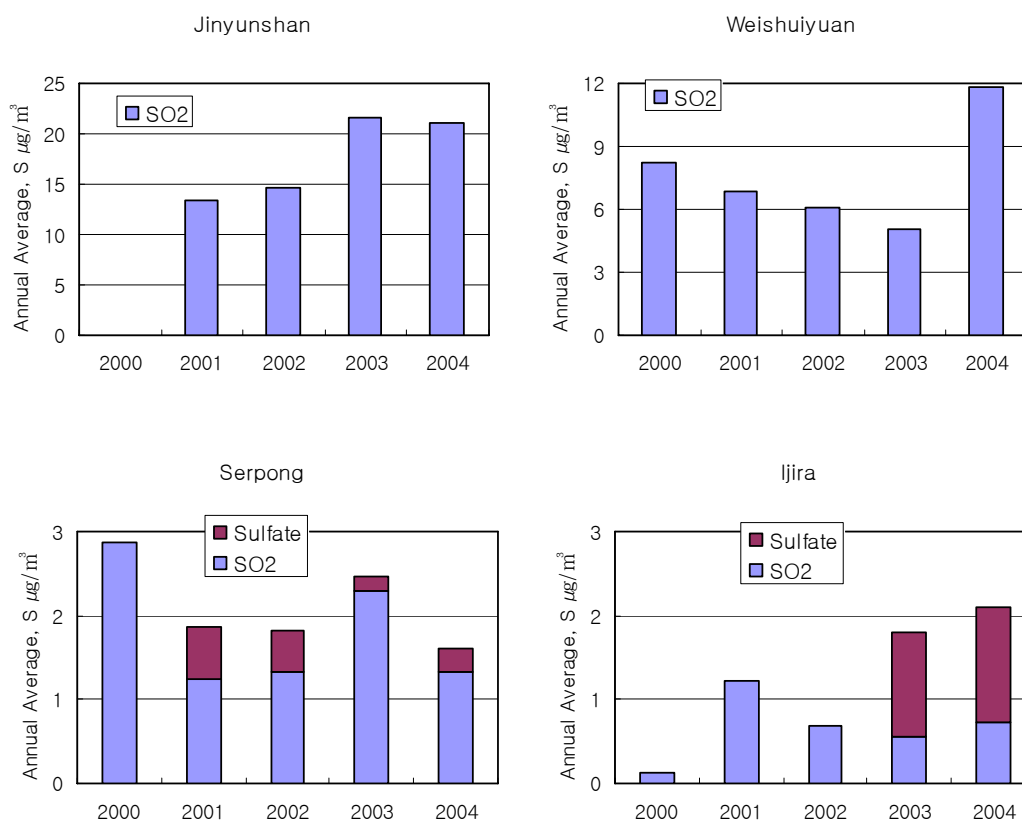 Jinyunshan
Annual Average, S μg/㎥
25
20
15
10
5
0
SO2
2000 2001 2002 2003 2004
Weishuiyuan
Annual Average, S μg/㎥
12
9
6
3
0
SO2
2000 2001 2002 2003 2004
Serpong
Annual Average, S μg/㎥
3
2
1
0
Sulfate
SO2
2000 2001 2002 2003 2004
Ijira
Annual Average, S μg/㎥
3
2
1
0
Sulfate
SO2
2000 2001 2002 2003 2004